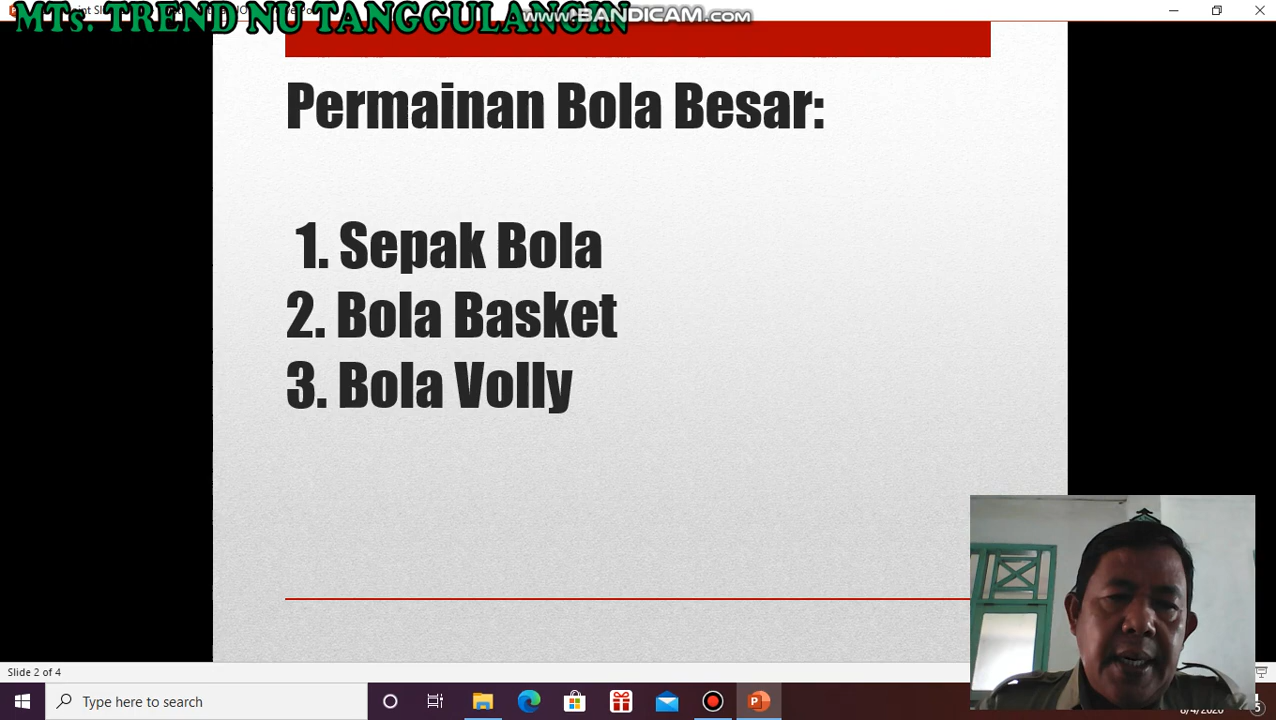 MTs. TREND NU TANGGULANGIN
www.BANDICAM.com
Permainan Bola Besar:
1. Sepak Bola
2. Bola Basket
3. Bola Volly
Slide 2 of 4
Type here to search